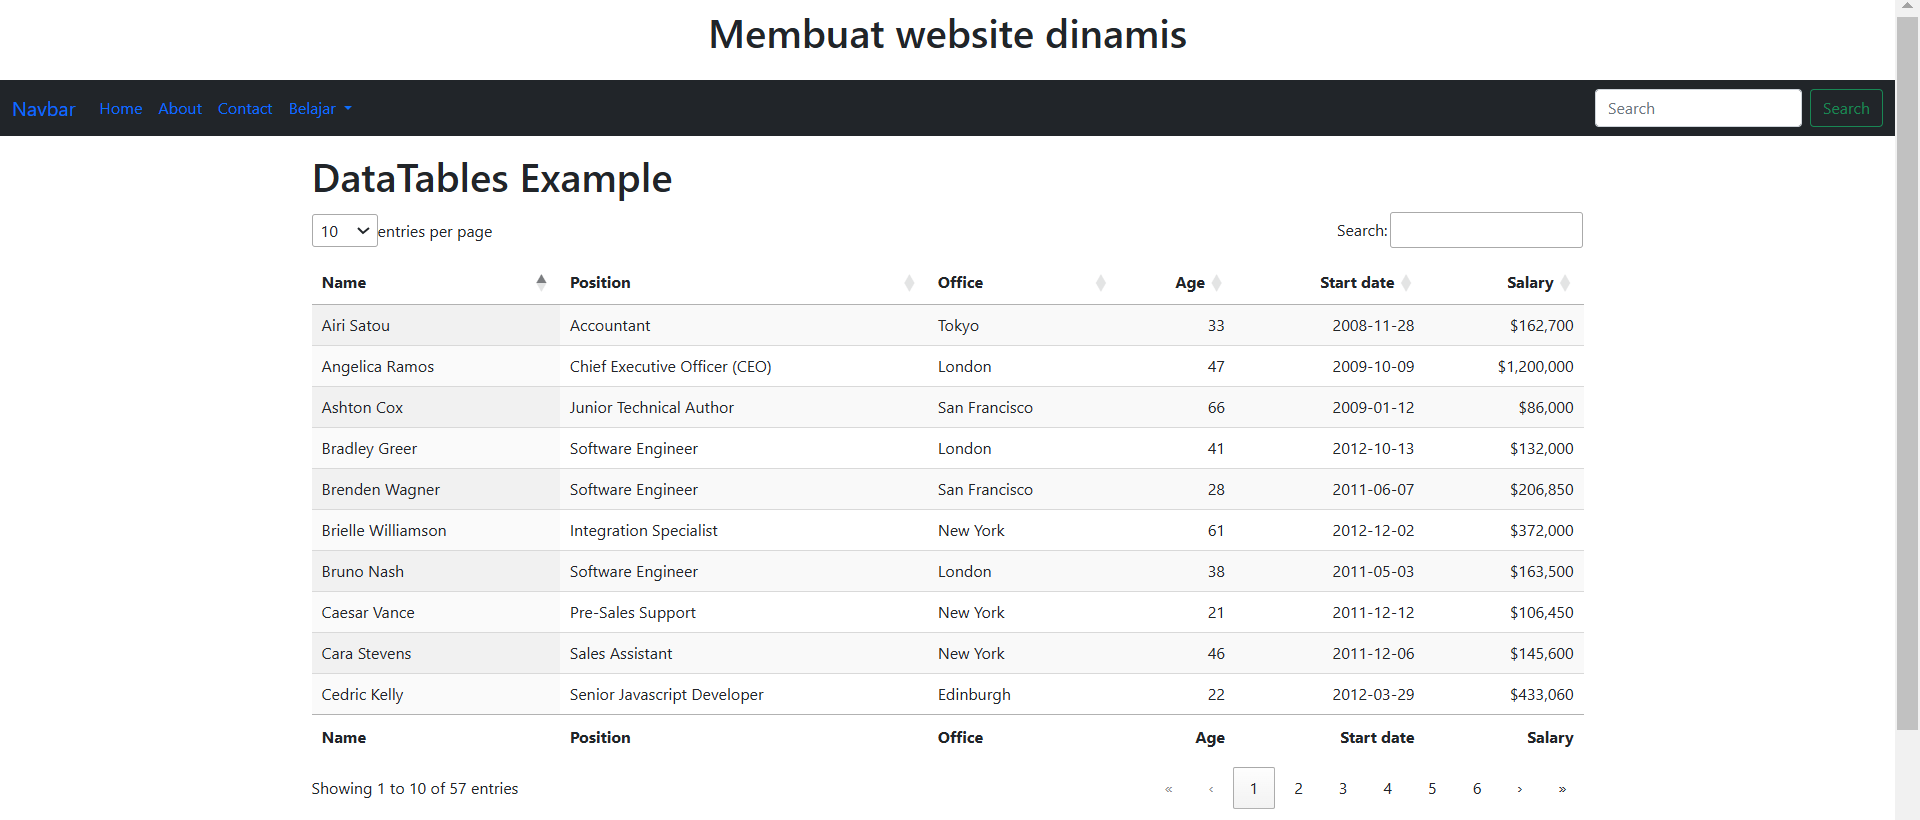 Membuat website dinamis
Navbar Home About Contact Belajar Search Search
DataTables Example
10 entries per page Search:
Name Position Office Age Start date Salary
Airi Satou Accountant Tokyo 33 2008-11-28 $162,700
Angelica Ramos Chief Executive Officer (CEO) London 47 2009-10-09 $1,200,000
Ashton Cox Junior Technical Author San Francisco 66 2009-01-12 $86,000
Bradley Greer Software Engineer London 41 2012-10-13 $132,000
Brenden Wagner Software Engineer San Francisco 28 2011-06-07 $206,850
Brielle Williamson Integration Specialist New York 61 2012-12-02 $372,000
Bruno Nash Software Engineer London 38 2011-05-03 $163,500
Caesar Vance Pre-Sales Support New York 21 2011-12-12 $106,450
Cara Stevens Sales Assistant New York 46 2011-12-06 $145,600
Cedric Kelly Senior Javascript Developer Edinburgh 22 2012-03-29 $433,060
Name Position Office Age Start date Salary
Showing 1 to 10 of 57 entries « ‹ 1 2 3 4 5 6 › »